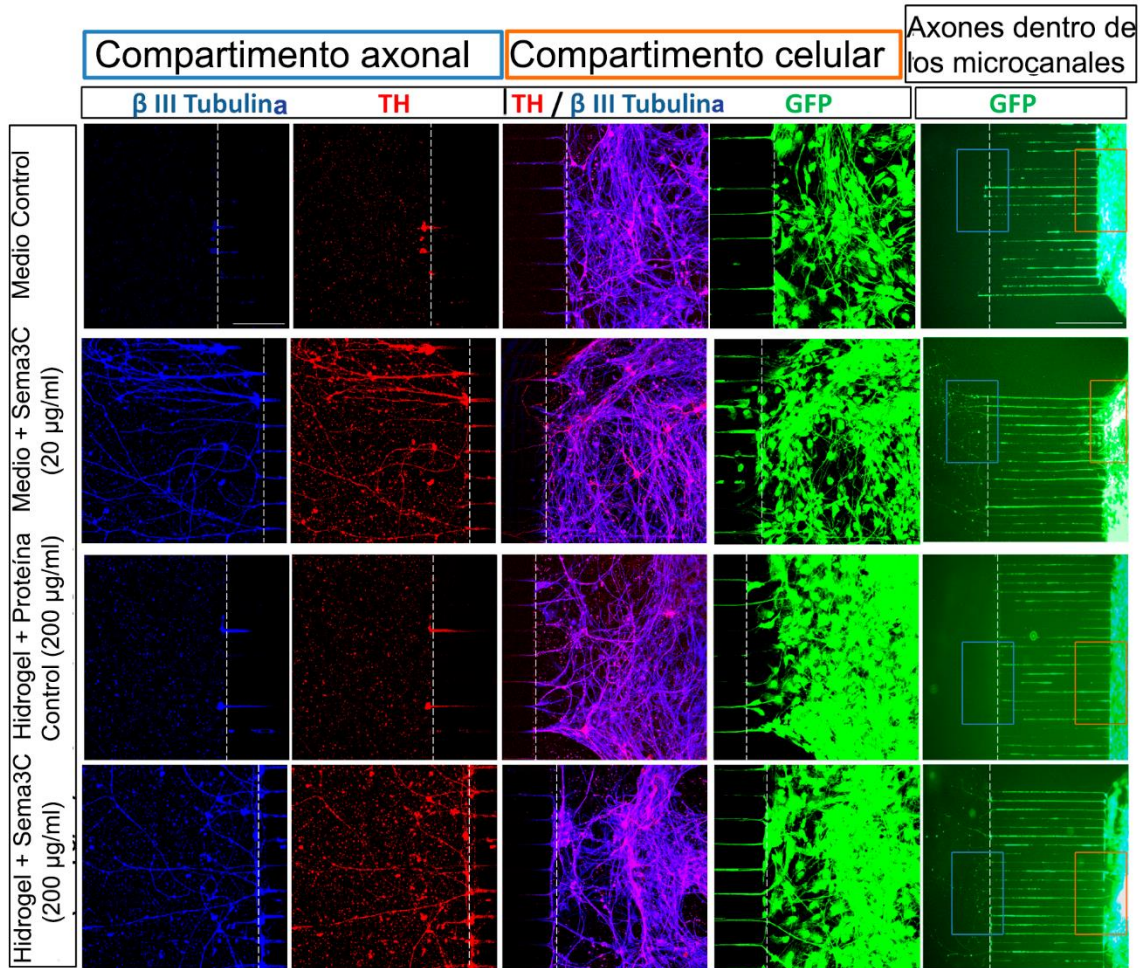 Compartimento axonal
Compartimento celular
Axones dentro de
los microçanales
β III Tubulina
TH
TH / β III Tubulina
GFP
GFP
Medio Control
Medio + Sema3C
(20 µg/ml)
Hidrogel + Proteína
Control (200 µg/ml)
Hidrogel + Sema3C
(200 µg/ml)